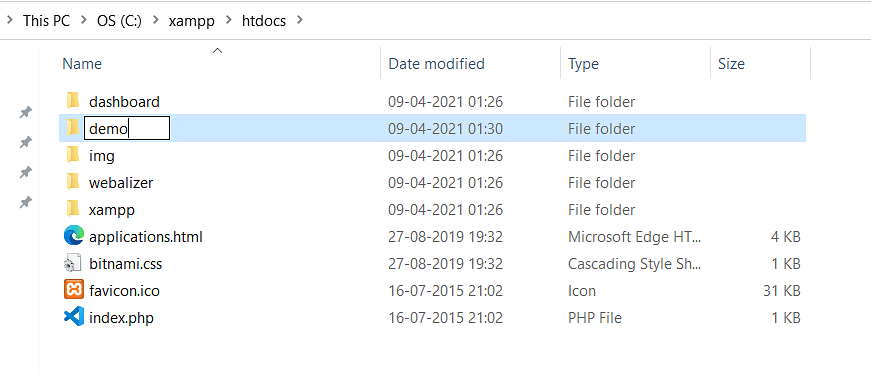 This PC > OS (C:) > xampp > htdocs >
Name Date modified Type Size
dashboard 09-04-2021 01:26 File folder
demo 09-04-2021 01:30 File folder
img 09-04-2021 01:26 File folder
webalizer 09-04-2021 01:26 File folder
xampp 09-04-2021 01:26 File folder
applications.html 27-08-2019 19:32 Microsoft Edge HT... 4 KB
bitnami.css 27-08-2019 19:32 Cascading Style Sh... 1 KB
favicon.ico 16-07-2015 21:02 Icon 31 KB
index.php 16-07-2015 21:02 PHP File 1 KB